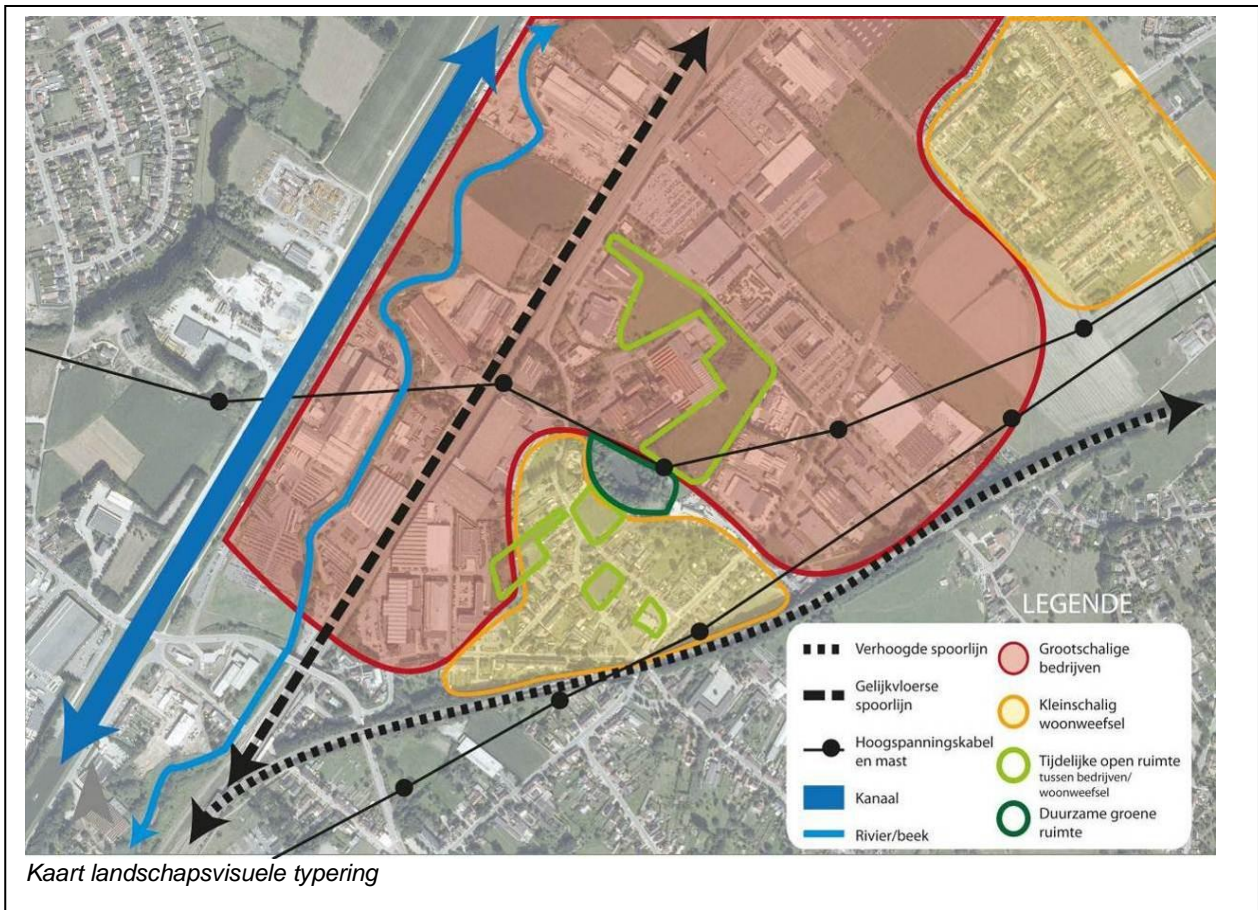 LEGENDE
Verhoogde spoorlijn
Gelijkvloerse
spoorlijn
Hoogspanningskabel
en mast
Kanaal
Rivier/beek
Grootschalige
bedrijven
Kleinschalig
woonweefsel
Tijdelijke open ruimte
tussen bedrijven/
woonweefsel
Duurzame groene
ruimte
Kaart landschapsvisuele typering